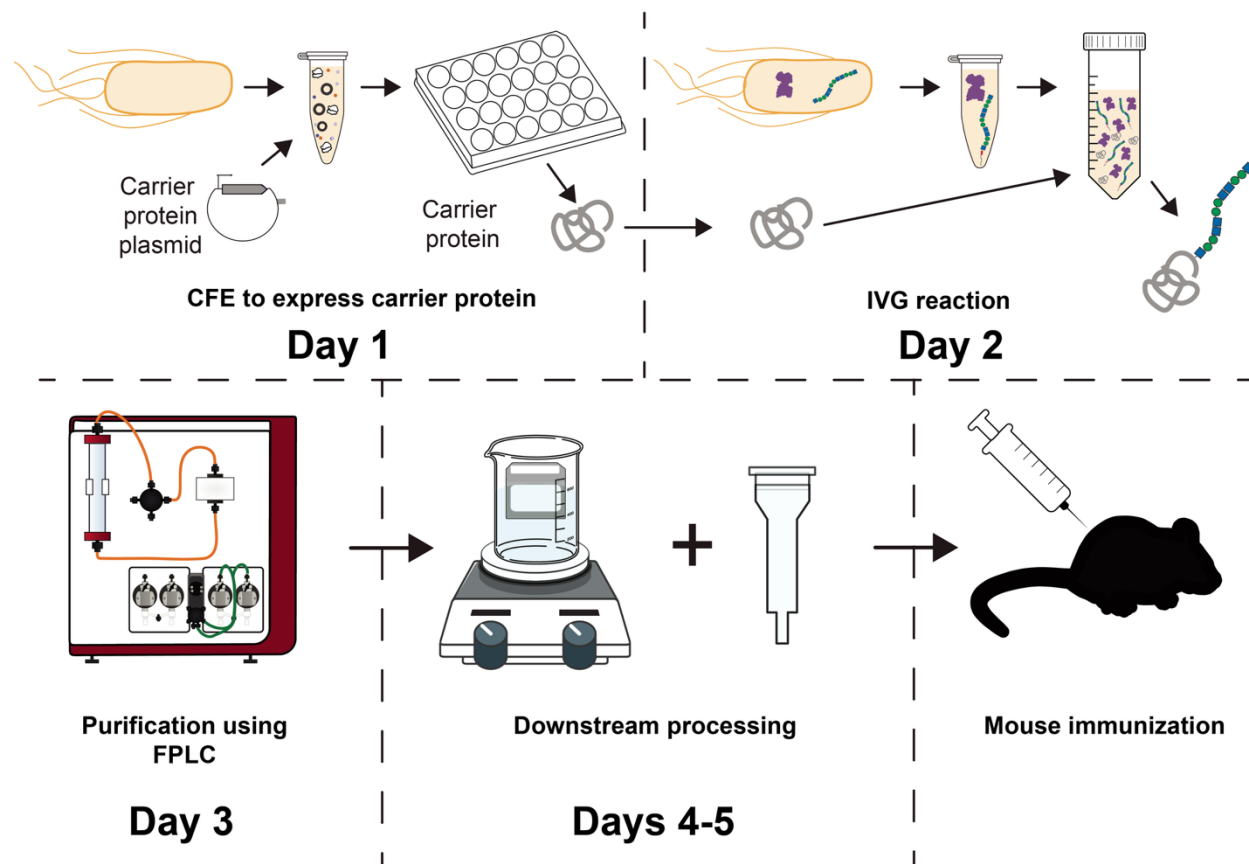 Carrier
protein
plasmid
Carrier
protein
CFE to express carrier protein
Day 1
IVG reaction
Day 2
+
Purification using
FPLC
Day 3
Downstream processing
Days 4-5
Mouse immunization